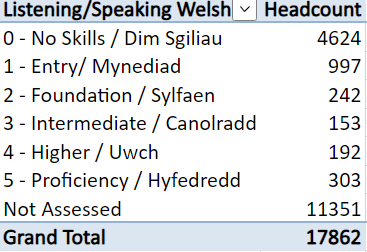 Listening/Speaking Welsh Headcount
0 - No Skills / Dim Sgiliau 4624
1 - Entry/ Mynediad 997
2 - Foundation / Sylfaen 242
3 - Intermediate / Canolradd 153
4 - Higher / Uwch 192
5 - Proficiency / Hyfedredd 303
Not Assessed 11351
Grand Total 17862